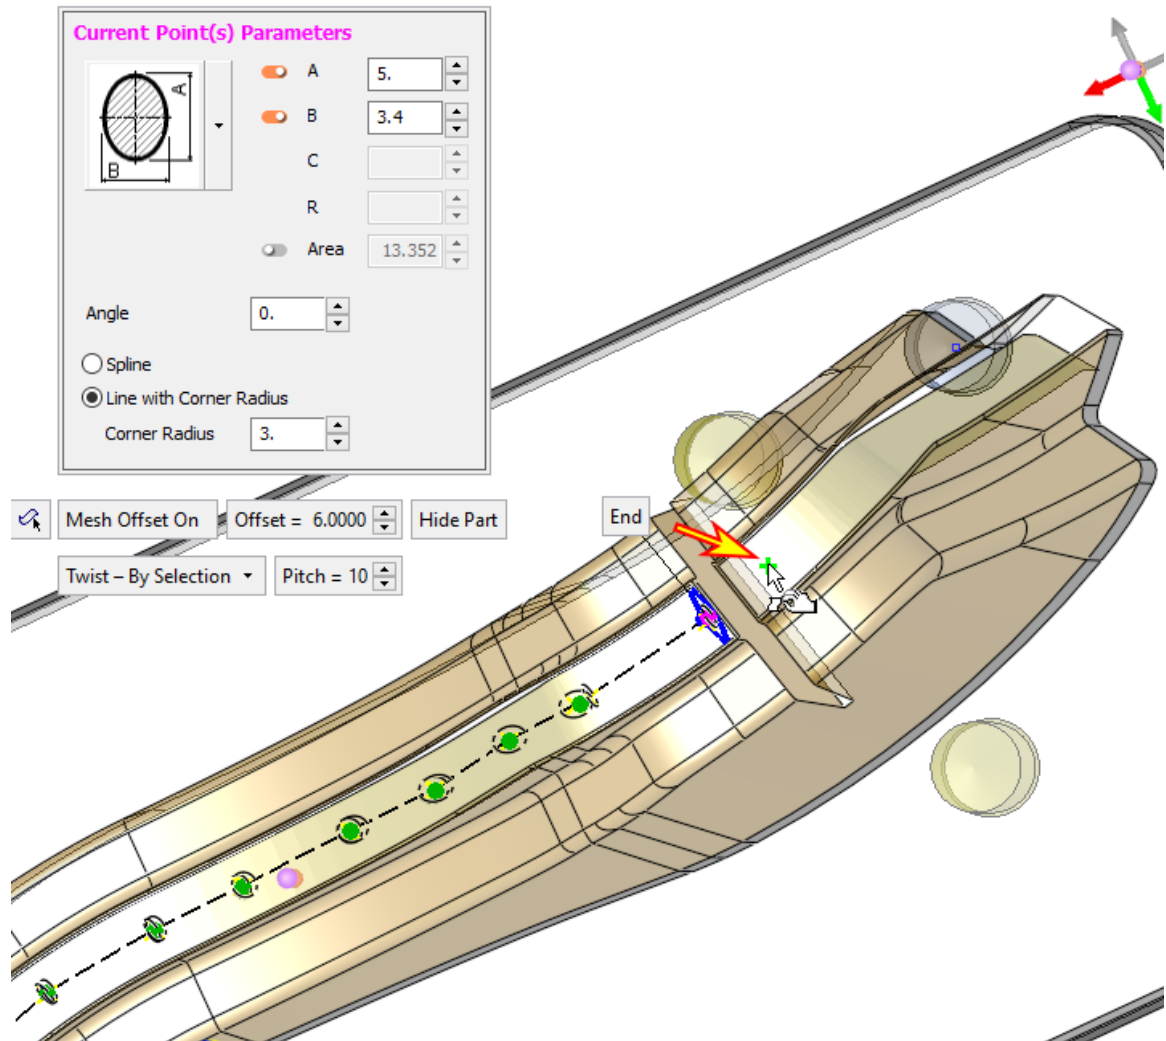 Current Point(s) Parameters
A
B
A 5.
B 3.4
C
R
Area 13.352
Angle 0.
Spline
Line with Corner Radius
Corner Radius 3.
Mesh Offset On Offset = 6.0000 Hide Part
End
Twist – By Selection Pitch = 10